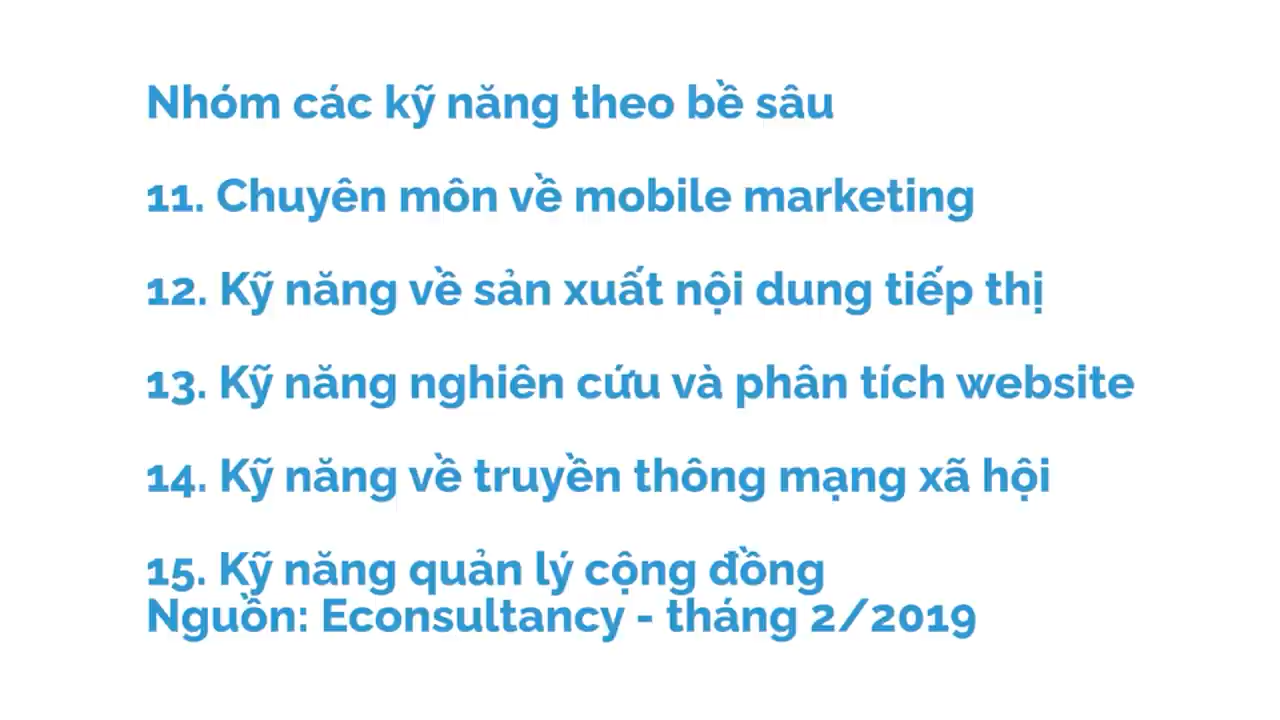 Nhóm các kỹ năng theo bề sâu
11. Chuyên môn về mobile marketing
12. Kỹ năng về sản xuất nội dung tiếp thị
13. Kỹ năng nghiên cứu và phân tích website
14. Kỹ năng về truyền thông mạng xã hội
15. Kỹ năng quản lý cộng đồng
Nguồn: Econsultancy - tháng 2/2019